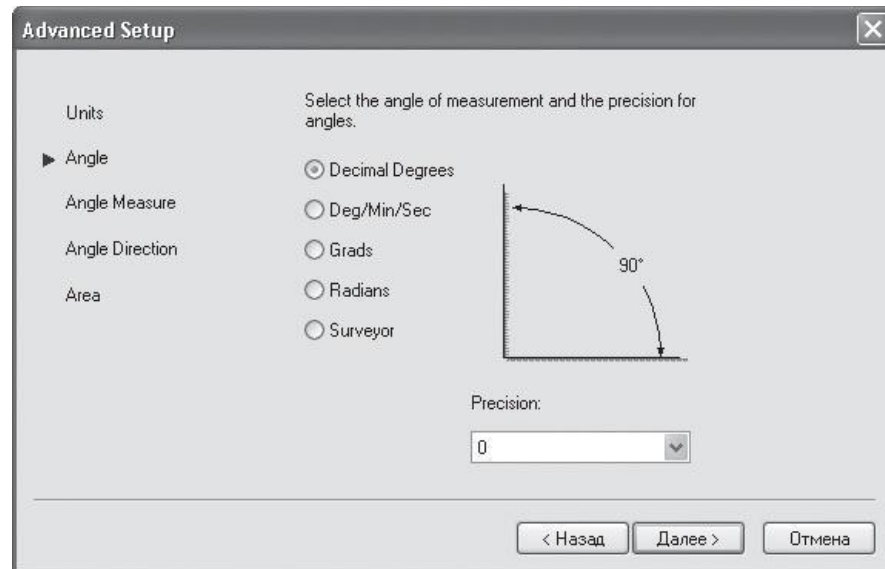 Advanced Setup
Units
Angle
Angle Measure
Angle Direction
Area
Select the angle of measurement and the precision for
angles.
Decimal Degrees
Deg/Min/Sec
Grads
Radians
Surveyor
90°
Precision:
0
< Назад
Далее >
Отмена